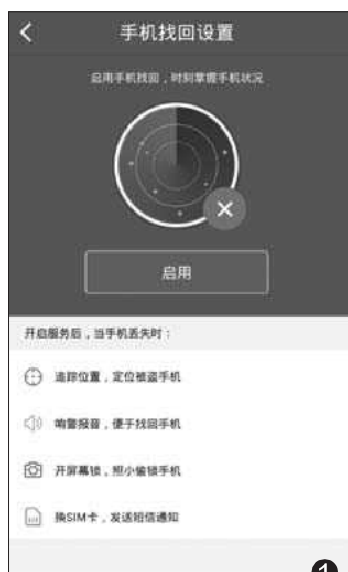 手机找回设置
启用手机找回，时刻掌握手机状况
启用
开启服务后，当手机丢失时：
追踪位置，定位被盗手机
响警报音，便于找回手机
开屏幕锁，照小偷锁手机
换SIM卡，发送短信通知
1